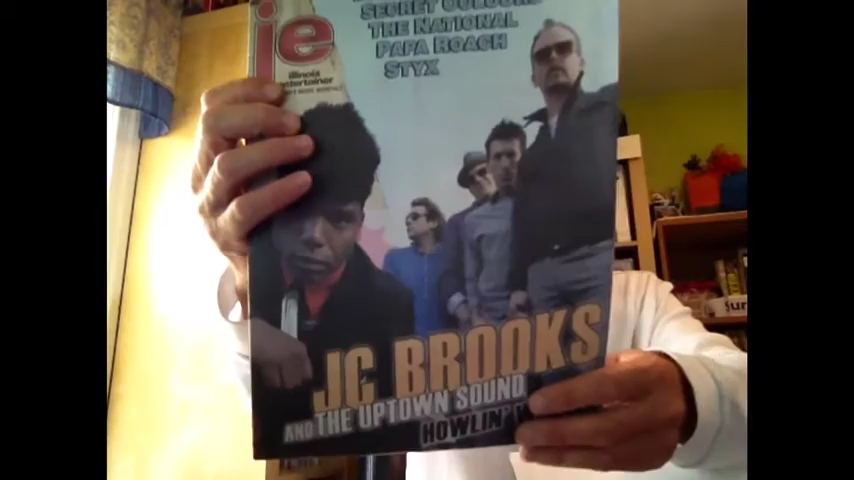 SECRET COLOURS
THE NATIONAL
PAPA ROACH
STYX
ie
illinois
entertainer
JC BROOKS
AND THE UPTOWN SOUND
HOWLIN'